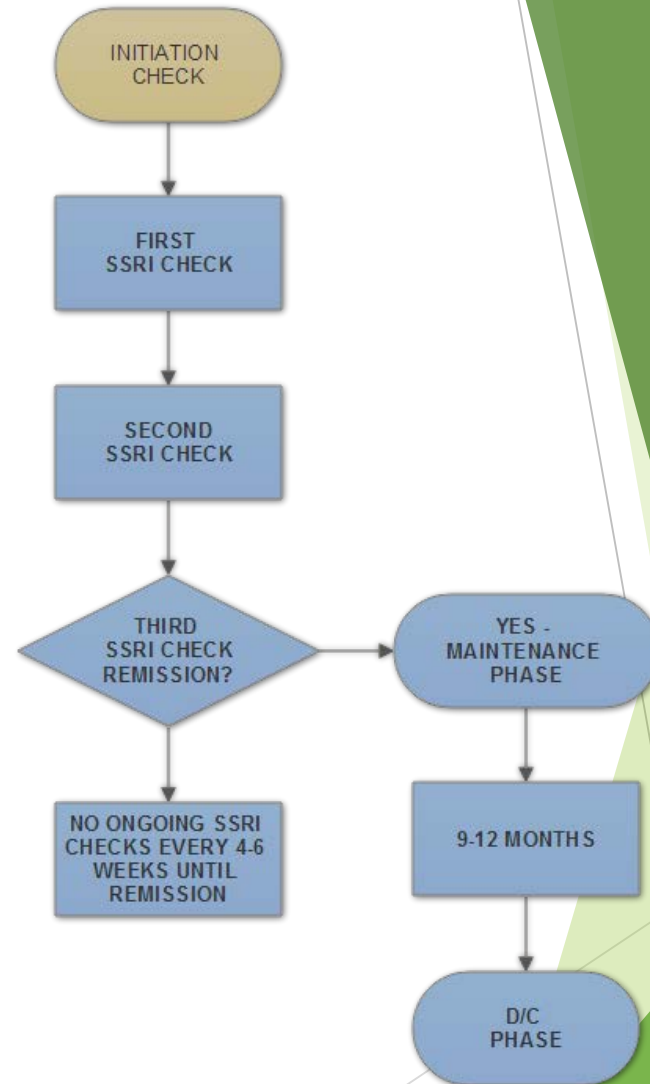 INITIATION
CHECK
FIRST
SSRI CHECK
SECOND
SSRI CHECK
THIRD
SSRI CHECK
REMISSION?
YES -
MAINTENANCE
PHASE
NO ONGOING SSRI
CHECKS EVERY 4-6
WEEKS UNTIL
REMISSION
9-12 MONTHS
D/C
PHASE